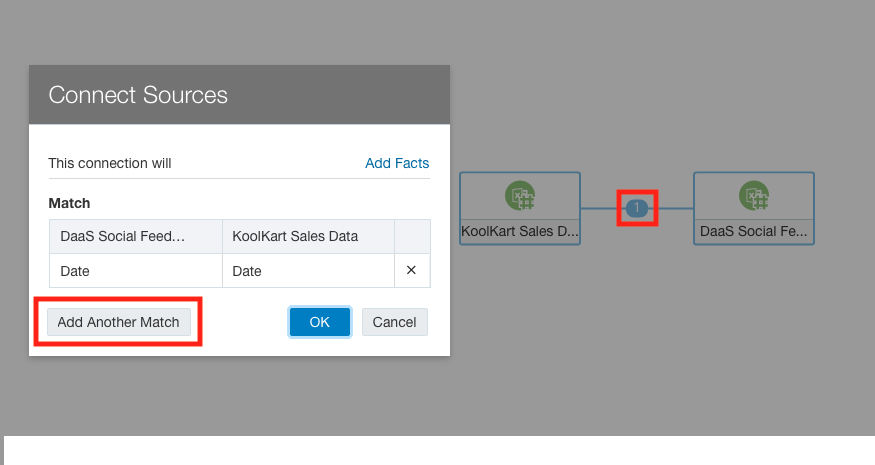 Connect Sources
This connection will Add Facts
Match
DaaS Social Feed… KoolKart Sales Data
Date Date ×
Add Another Match OK Cancel
KoolKart Sales D... 1 DaaS Social Fe...